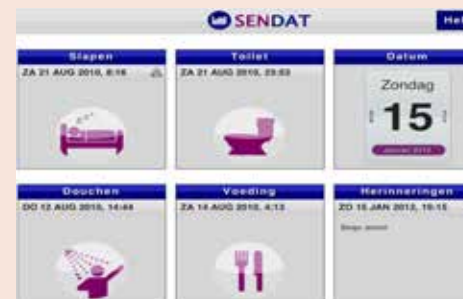 SENDAT
Hel
Slapen
Toilet
Datum
ZA 21 AUG 2010, 8:16
ZA 21 AUG 2010, 23:53
Zondag
15
Januari 2012
Douchen
Voeding
Herinneringen
DO 12 AUG 2010, 14:44
ZA 14 AUG 2010, 4:13
ZO 15 JAN 2012, 19:15